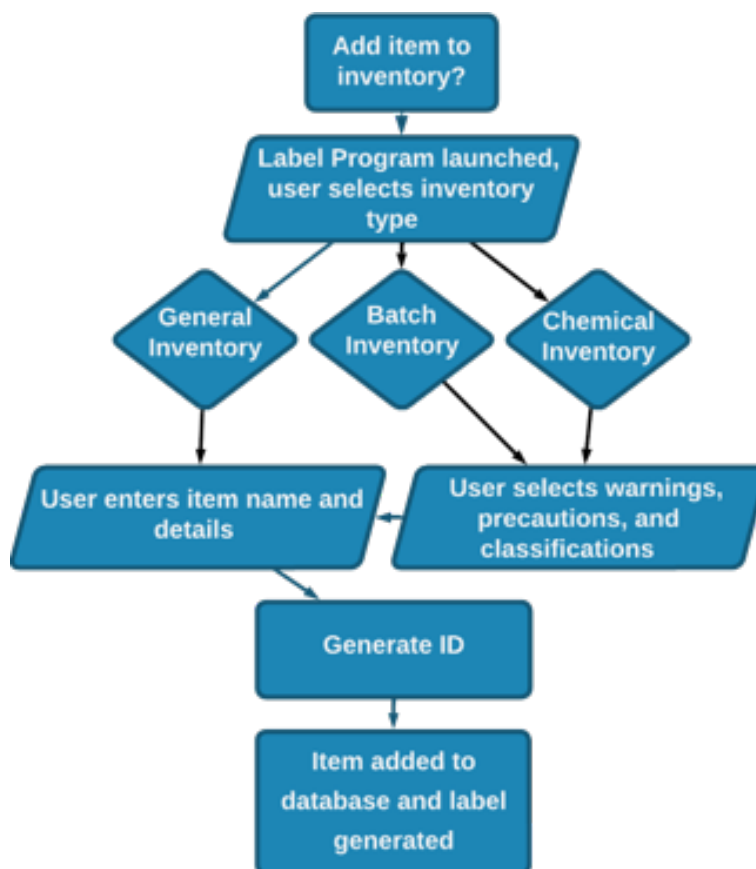 Add item to
inventory?
Label Program launched,
user selects inventory
type
General
Inventory
Batch
Inventory
Chemical
Inventory
User enters item name and
details
User selects warnings,
precautions, and
classifications
Generate ID
Item added to
database and label
generated